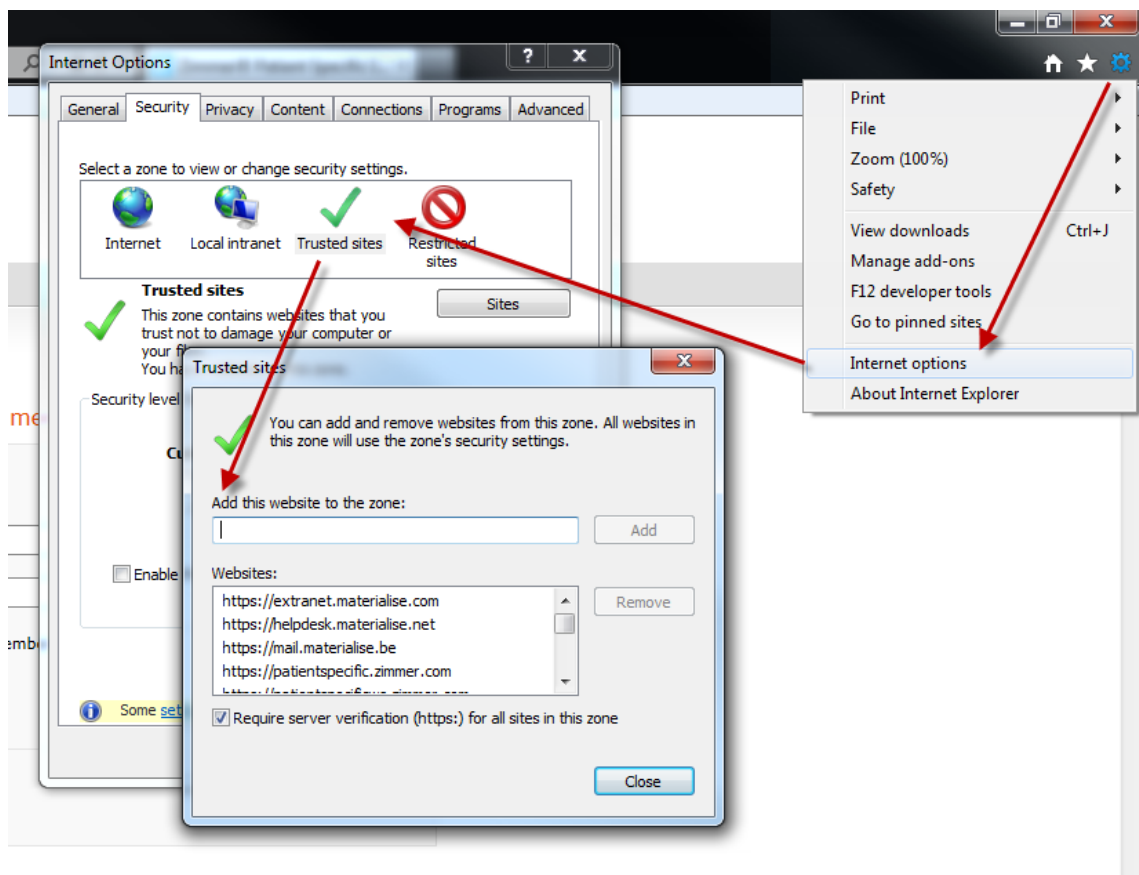 Internet Options
General Security Privacy Content Connections Programs Advanced
Select a zone to view or change security settings.
Internet Local intranet Trusted sites Restricted sites
Trusted sites
Sites
This zone contains websites that you
trust not to damage your computer or
your
You
Security level
Enable
Some
Trusted sites
You can add and remove websites from this zone. All websites in
this zone will use the zone's security settings.
Add this website to the zone:
Add
Websites:
https://extranet.materialise.com
https://helpdesk.materialise.net
https://mail.materialise.be
https://patientspecific.zimmer.com
Remove
Require server verification (https:) for all sites in this zone
Close
Print
File
Zoom (100%)
Safety
View downloads Ctrl+J
Manage add-ons
F12 developer tools
Go to pinned sites
Internet options
About Internet Explorer